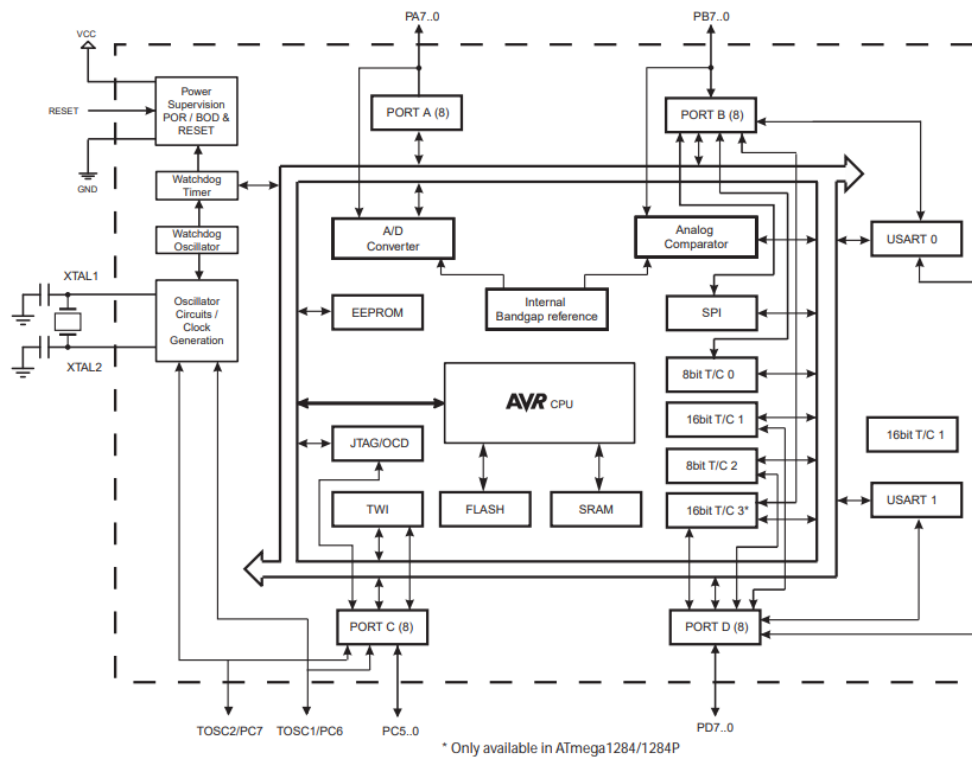 PA7..0
PB7..0
VCC
RESET
GND
Power
Supervision
POR / BOD &
RESET
PORT A (8)
PORT B (8)
Watchdog
Timer
Watchdog
Oscillator
XTAL1
XTAL2
Oscillator
Circuits /
Clock
Generation
A/D
Converter
Analog
Comparator
USART 0
Internal
Bandgap reference
EEPROM
SPI
8bit T/C 0
AVR CPU
16bit T/C 1
16bit T/C 1
JTAG/OCD
8bit T/C 2
USART 1
TWI
FLASH
SRAM
16bit T/C 3*
PORT C (8)
PORT D (8)
TOSC2/PC7
TOSC1/PC6
PC5..0
PD7..0
* Only available in ATmega1284/1284P